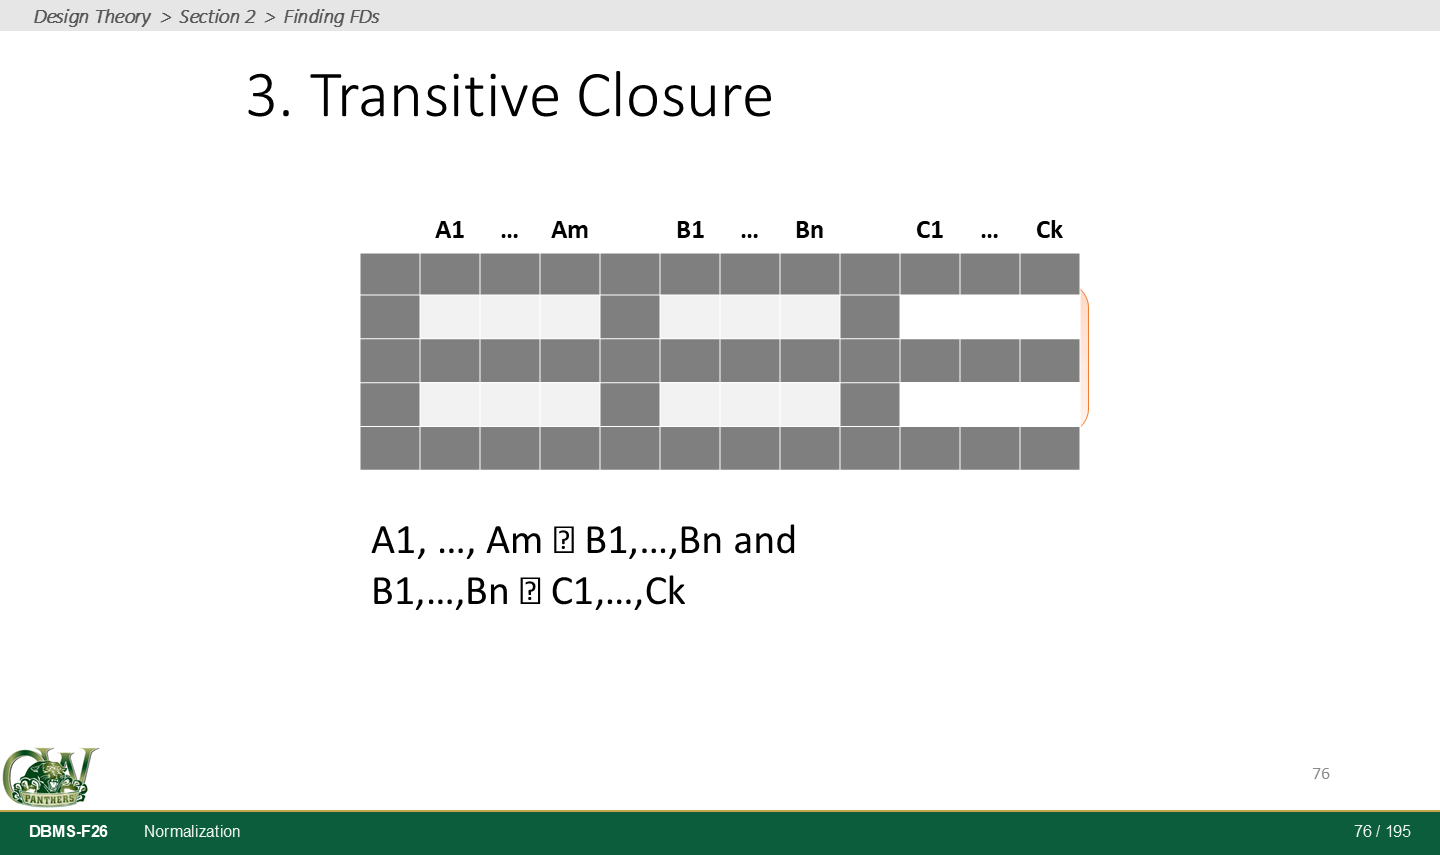 Design Theory > Section 2 > Finding FDs
3. Transitive Closure
A1 … Am B1 … Bn C1 … Ck
A1, …, Am 🯄 B1,…,Bn and
B1,…,Bn 🯄 C1,…,Ck
OW
PANTHERS
76
DBMS-F26 Normalization 76 / 195